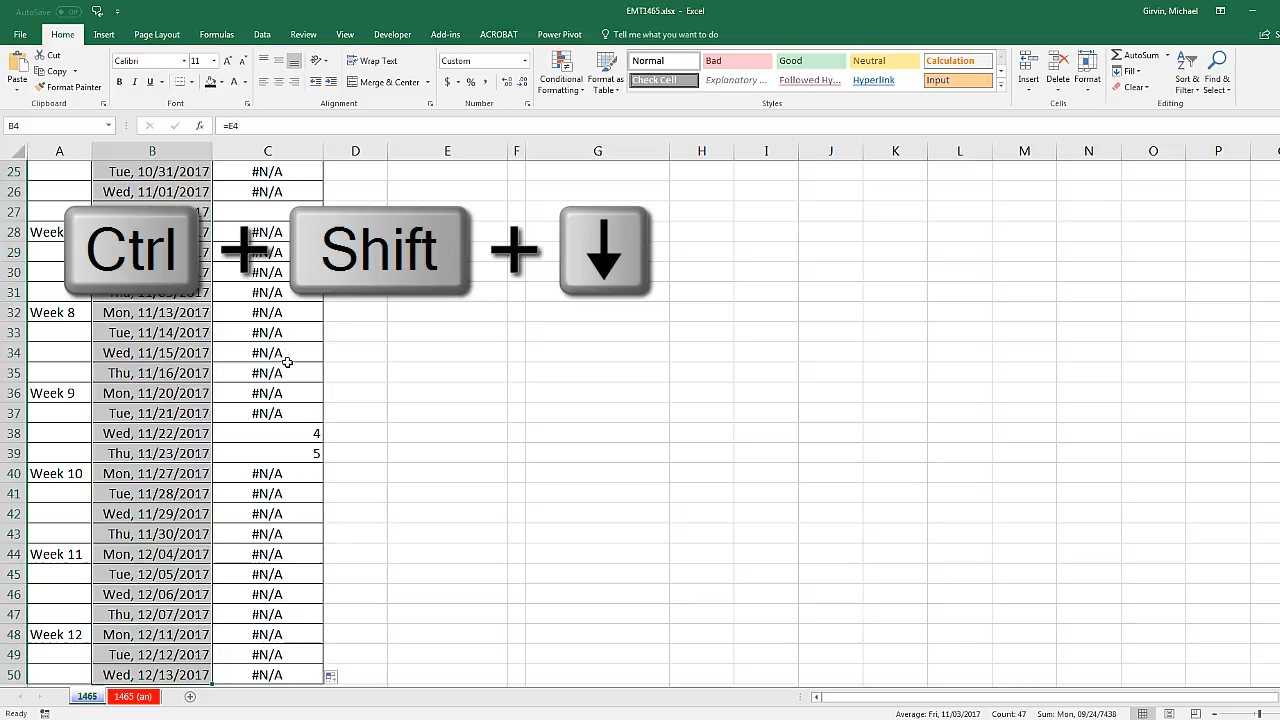 AutoSave Off
EMT1465.xlsx - Excel
Girvin, Michael
File Home Insert Page Layout Formulas Data Review View Developer Add-ins ACROBAT Power Pivot Tell me what you want to do
Paste
Cut
Copy
Format Painter
Clipboard
Calibri 11
B I U
Font
Wrap Text
Merge & Center
Alignment
Custom
$ % ,
Number
Conditional Formatting
Format as Table
Normal Bad Good Neutral Calculation
Check Cell Explanatory ... Followed Hy... Hyperlink Input
Styles
Insert Delete Format
Cells
AutoSum
Fill
Clear
Sort & Filter
Find & Select
Editing
B4 fx =E4
A B C D E F G H I J K L M N O P
25 Tue, 10/31/2017 #N/A
26 Wed, 11/01/2017 #N/A
27 17
28 Week 17 #N/A
29 #N/A
30 #N/A
31 #N/A
Ctrl + Shift + ↓
32 Week 8 Mon, 11/13/2017 #N/A
33 Tue, 11/14/2017 #N/A
34 Wed, 11/15/2017 #N/A
35 Thu, 11/16/2017 #N/A
36 Week 9 Mon, 11/20/2017 #N/A
37 Tue, 11/21/2017 #N/A
38 Wed, 11/22/2017 4
39 Thu, 11/23/2017 5
40 Week 10 Mon, 11/27/2017 #N/A
41 Tue, 11/28/2017 #N/A
42 Wed, 11/29/2017 #N/A
43 Thu, 11/30/2017 #N/A
44 Week 11 Mon, 12/04/2017 #N/A
45 Tue, 12/05/2017 #N/A
46 Wed, 12/06/2017 #N/A
47 Thu, 12/07/2017 #N/A
48 Week 12 Mon, 12/11/2017 #N/A
49 Tue, 12/12/2017 #N/A
50 Wed, 12/13/2017 #N/A
1465 1465 (an)
Ready
Average: Fri, 11/03/2017 Count: 47 Sum: Mon, 09/24/7438